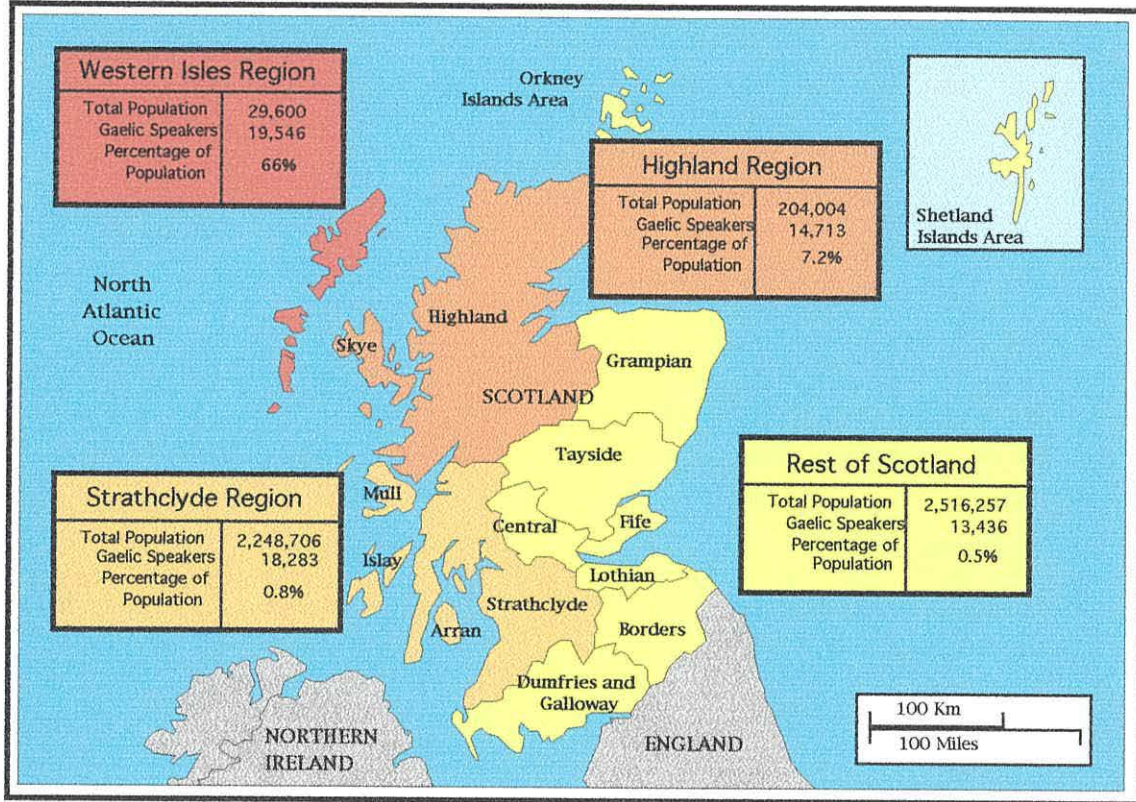 Western Isles Region
Total Population 29,600
Gaelic Speakers 19,546
Percentage of
Population 66%
Orkney
Islands Area
Highland Region
Total Population 204,004
Gaelic Speakers 14,713
Percentage of
Population 7.2%
Shetland
Islands Area
North
Atlantic
Ocean
Highland
Skye
Grampian
SCOTLAND
Tayside
Strathclyde Region
Total Population 2,248,706
Gaelic Speakers 18,283
Percentage of
Population 0.8%
Mull
Central
Fife
Rest of Scotland
Total Population 2,516,257
Gaelic Speakers 13,436
Percentage of
Population 0.5%
Islay
Lothian
Strathclyde
Arran
Borders
Dumfries and
Galloway
NORTHERN
IRELAND
ENGLAND
100 Km
100 Miles